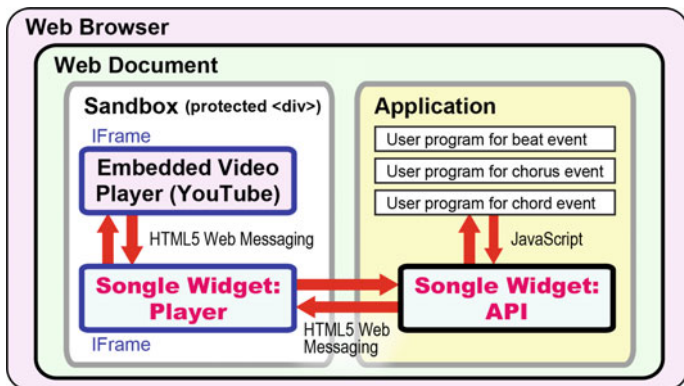 Web Browser
Web Document
Sandbox (protected <div>)
IFrame
Embedded Video
Player (YouTube)
HTML5 Web Messaging
Songle Widget:
Player
IFrame
Application
User program for beat event
User program for chorus event
User program for chord event
JavaScript
Songle Widget:
API
HTML5 Web
Messaging